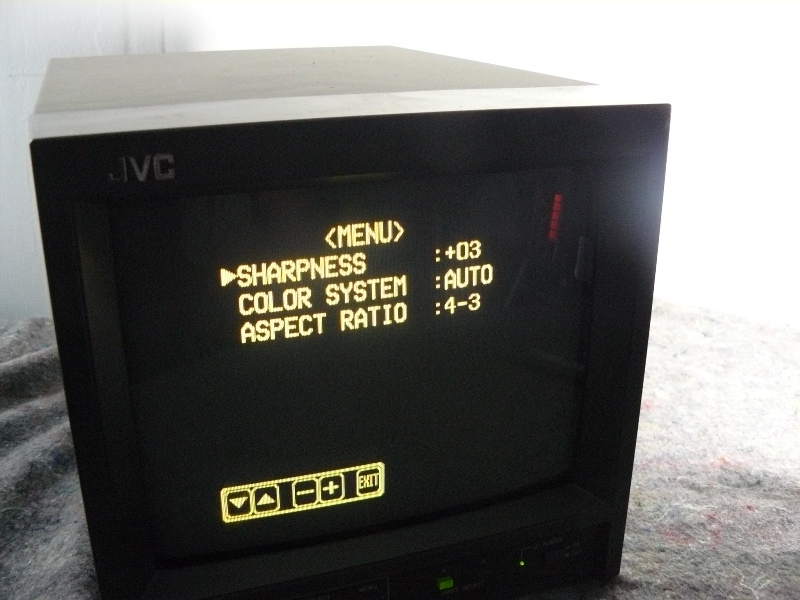 JVC
<MENU>
▶SHARPNESS :+03
COLOR SYSTEM :AUTO
ASPECT RATIO :4-3
EXIT